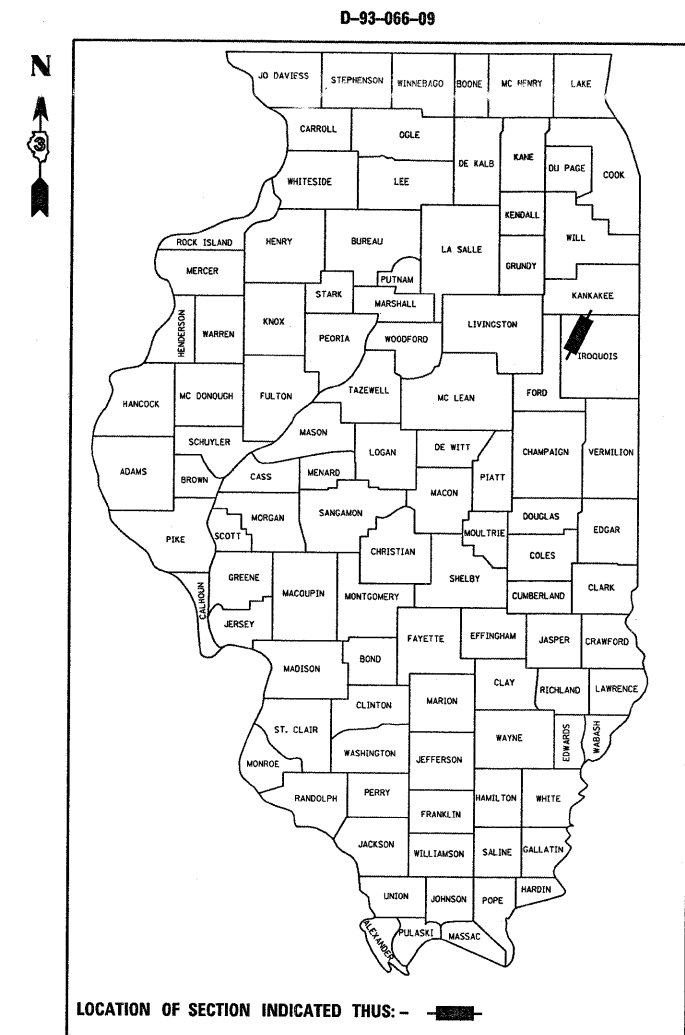 D-93-066-09
N
3
JO DAVIESS
STEPHENSON
WINNEBAGO
BOONE
MC HENRY
LAKE
CARROLL
OGLE
DE KALB
KANE
DU PAGE
COOK
WHITESIDE
LEE
KENDALL
WILL
ROCK ISLAND
HENRY
BUREAU
LA SALLE
GRUNDY
MERCER
PUTNAM
STARK
MARSHALL
KANKAKEE
HENDERSON
WARREN
KNOX
PEORIA
WOODFORD
LIVINGSTON
IROQUOIS
HANCOCK
MC DONOUGH
FULTON
TAZEWELL
MC LEAN
FORD
SCHUYLER
MASON
LOGAN
DE WITT
CHAMPAIGN
VERMILION
ADAMS
BROWN
CASS
MENARD
MACON
PIATT
PIKE
SCOTT
MORGAN
SANGAMON
CHRISTIAN
MOULTRIE
DOUGLAS
EDGAR
COLES
CALHOUN
GREENE
MACOUPIN
MONTGOMERY
SHELBY
CUMBERLAND
CLARK
JERSEY
FAYETTE
EFFINGHAM
JASPER
CRAWFORD
MADISON
BOND
CLAY
RICHLAND
LAWRENCE
CLINTON
MARION
ST. CLAIR
WASHINGTON
JEFFERSON
WAYNE
EDWARDS
WABASH
MONROE
RANDOLPH
PERRY
FRANKLIN
HAMILTON
WHITE
JACKSON
WILLIAMSON
SALINE
GALLATIN
UNION
JOHNSON
POPE
HARDIN
ALEXANDER
PULASKI
MASSAC
LOCATION OF SECTION INDICATED THUS: -